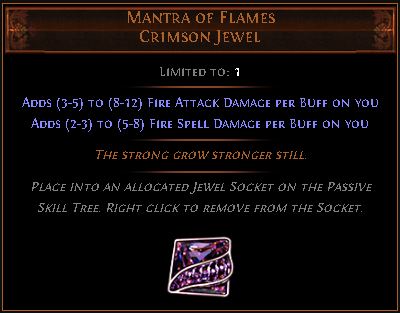 Mantra of Flames
Crimson Jewel
Limited to: 1
Adds (3-5) to (8-12) Fire Attack Damage per Buff on you
Adds (2-3) to (5-8) Fire Spell Damage per Buff on you
The strong grow stronger still.
Place into an allocated Jewel Socket on the Passive
Skill Tree. Right click to remove from the Socket.